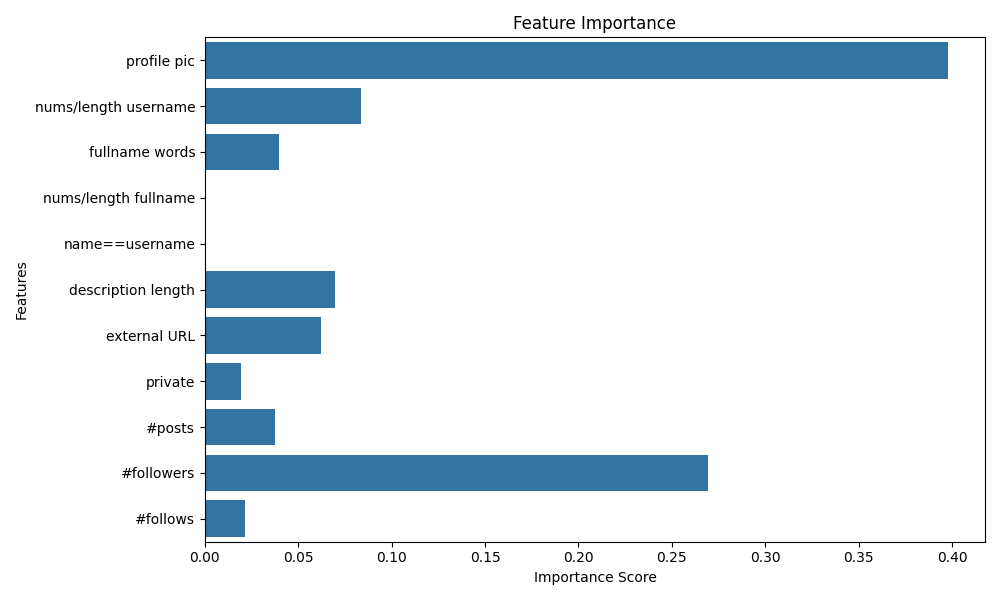 Feature Importance
profile pic
nums/length username
fullname words
nums/length fullname
name==username
description length
external URL
private
#posts
#followers
#follows
Features
0.00 0.05 0.10 0.15 0.20 0.25 0.30 0.35 0.40
Importance Score